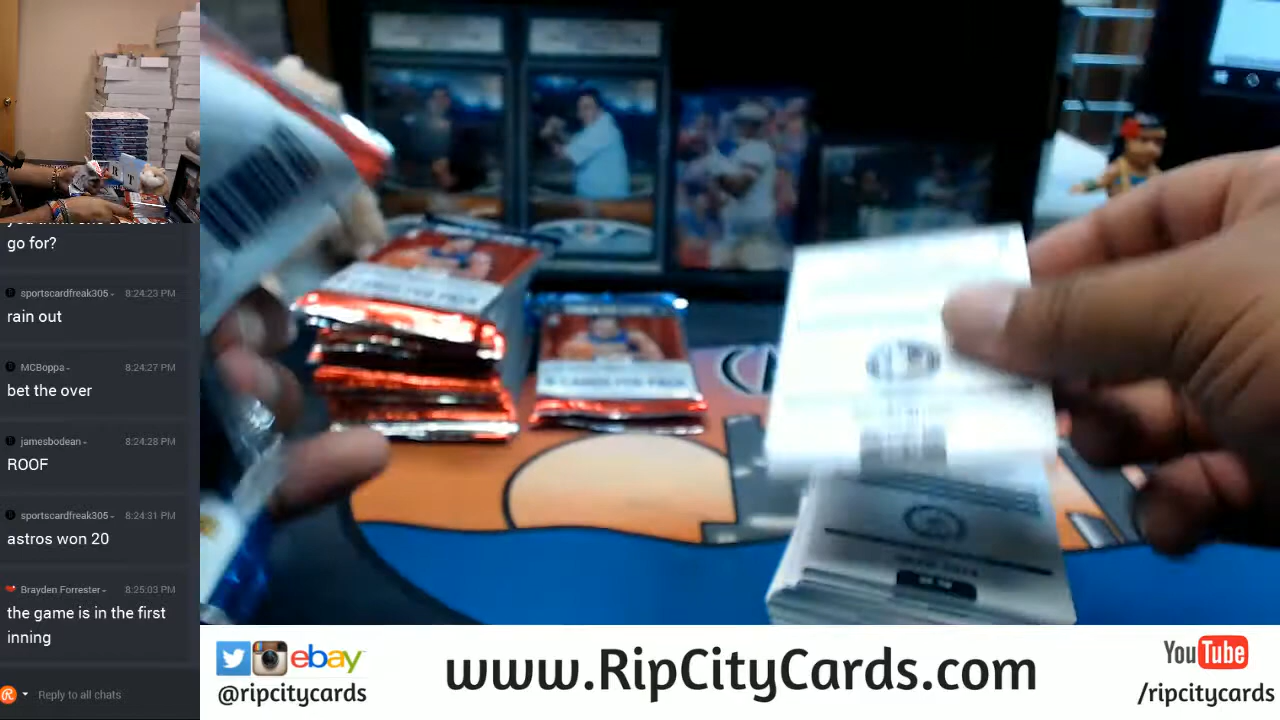 go for?
sportscardfreak305 - 8:24:23 PM
rain out
MCBoppa - 8:24:27 PM
bet the over
jamesbodean - 8:24:28 PM
ROOF
sportscardfreak305 - 8:24:31 PM
astros won 20
Brayden Forrester - 8:25:03 PM
the game is in the first
inning
Reply to all chats
CARDS PER PACK
ebay
@ripcitycards
www.RipCityCards.com
YouTube
/ripcitycards